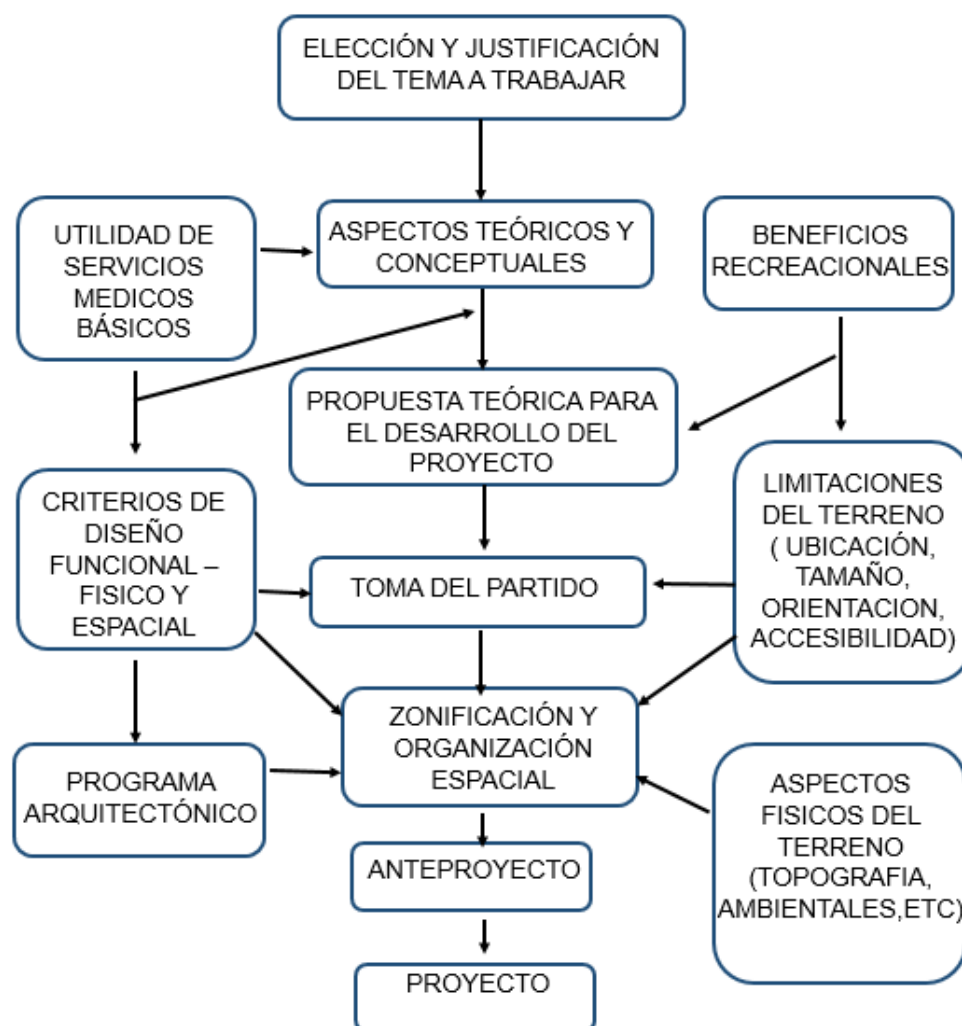 ELECCIÓN Y JUSTIFICACIÓN
DEL TEMA A TRABAJAR
UTILIDAD DE
SERVICIOS
MEDICOS
BÁSICOS
ASPECTOS TEÓRICOS Y
CONCEPTUALES
BENEFICIOS
RECREACIONALES
PROPUESTA TEÓRICA PARA
EL DESARROLLO DEL
PROYECTO
CRITERIOS DE
DISEÑO
FUNCIONAL –
FISICO Y
ESPACIAL
TOMA DEL PARTIDO
LIMITACIONES
DEL TERRENO
( UBICACIÓN,
TAMAÑO,
ORIENTACION,
ACCESIBILIDAD)
ZONIFICACIÓN Y
ORGANIZACIÓN
ESPACIAL
PROGRAMA
ARQUITECTÓNICO
ASPECTOS
FISICOS DEL
TERRENO
(TOPOGRAFIA,
AMBIENTALES,ETC)
ANTEPROYECTO
PROYECTO